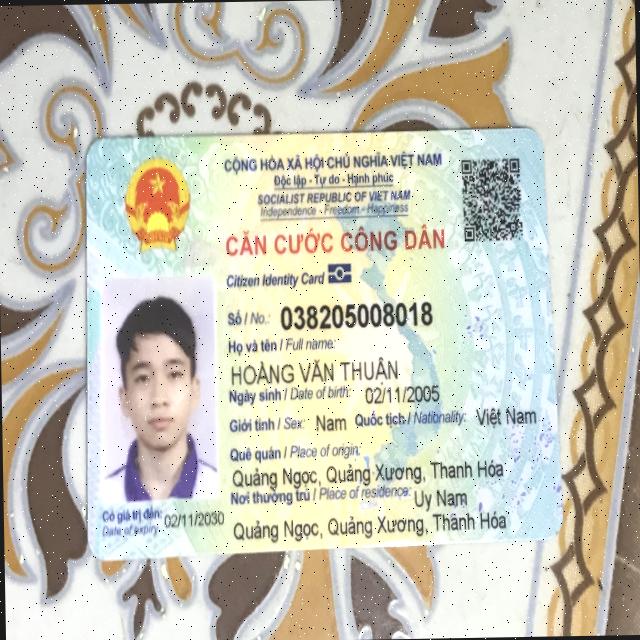 CỘNG HÒA XÃ HỘI CHỦ NGHĨA VIỆT NAM
Độc lập - Tự do - Hạnh phúc
SOCIALIST REPUBLIC OF VIET NAM
Independence - Freedom - Happiness
CĂN CƯỚC CÔNG DÂN
Citizen Identity Card
Số / No.: 038205008018
Họ và tên / Full name:
HOÀNG VĂN THUÂN
Ngày sinh / Date of birth: 02/11/2005
Giới tính / Sex: Nam Quốc tịch / Nationality: Việt Nam
Quê quán / Place of origin:
Quảng Ngọc, Quảng Xương, Thanh Hóa
Nơi thường trú / Place of residence: Uy Nam
Quảng Ngọc, Quảng Xương, Thanh Hóa
Có giá trị đến: 02/11/2030
Date of expiry: